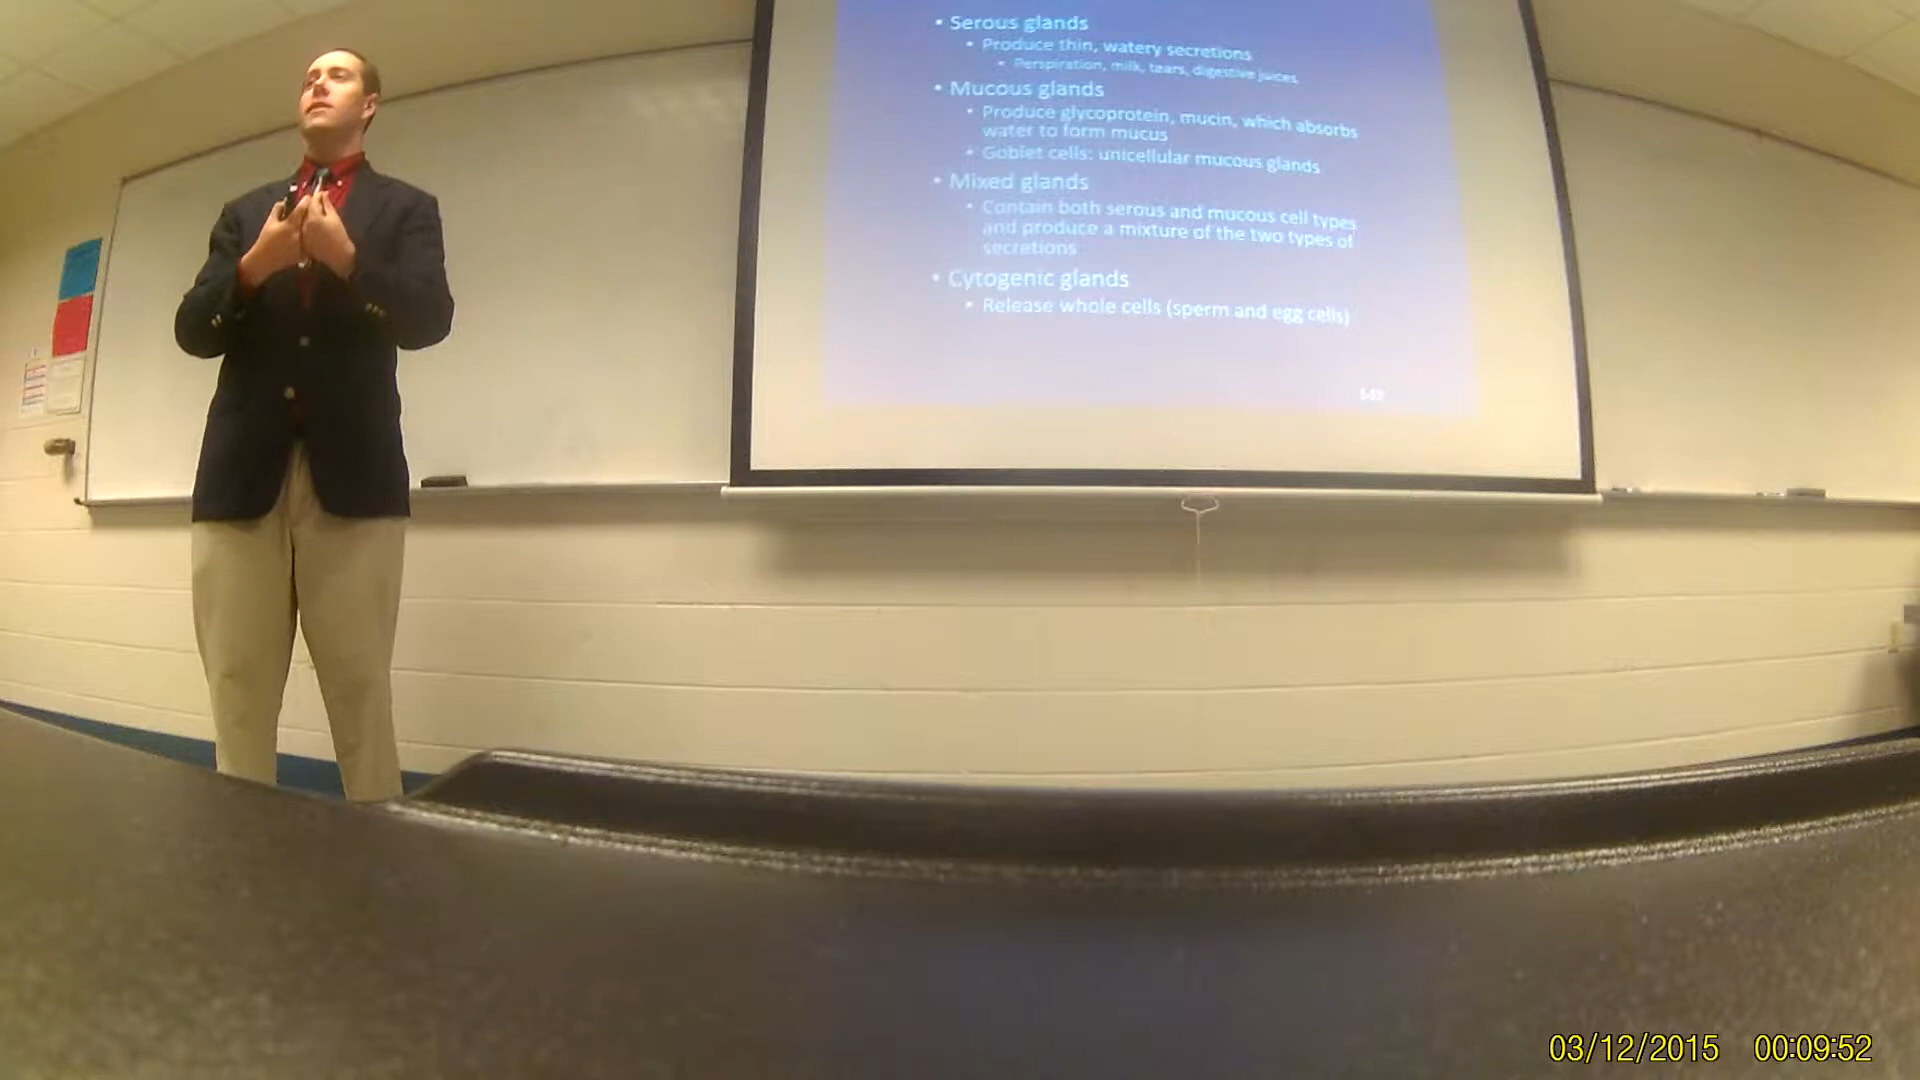 • Serous glands
• Produce thin, watery secretions
• Perspiration, milk, tears, digestive juices
• Mucous glands
• Produce glycoprotein, mucin, which absorbs
water to form mucus
• Goblet cells: unicellular mucous glands
• Mixed glands
• Contain both serous and mucous cell types
and produce a mixture of the two types of
secretions
• Cytogenic glands
• Release whole cells (sperm and egg cells)
03/12/2015 00:09:52